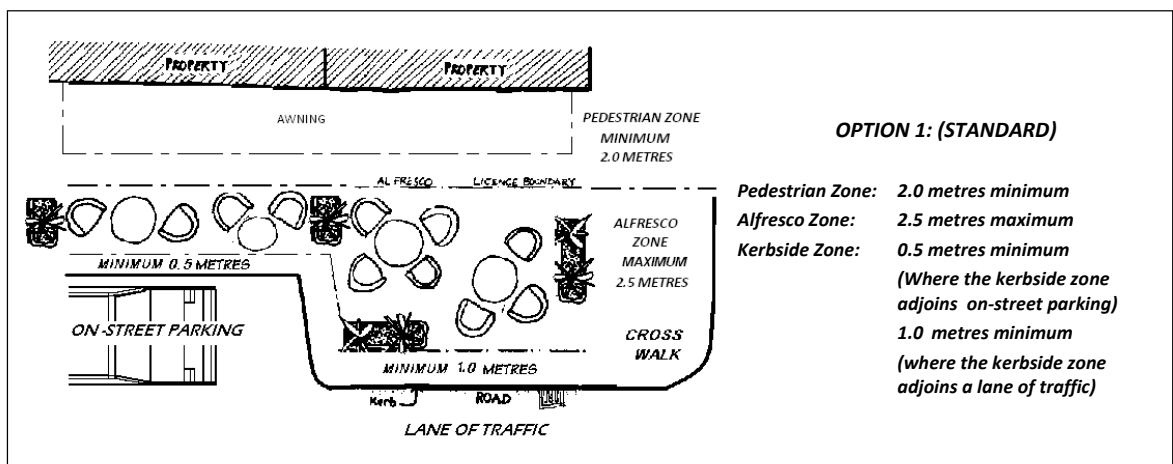 PROPERTY
PROPERTY
AWNING
PEDESTRIAN ZONE
MINIMUM
2.0 METRES
ALFRESCO LICENCE BOUNDARY
ALFRESCO
ZONE
MAXIMUM
2.5 METRES
MINIMUM 0.5 METRES
ON-STREET PARKING
CROSS
WALK
MINIMUM 1.0 METRES
Kerb
ROAD
LANE OF TRAFFIC
OPTION 1: (STANDARD)
Pedestrian Zone: 2.0 metres minimum
Alfresco Zone: 2.5 metres maximum
Kerbside Zone: 0.5 metres minimum
(Where the kerbside zone
adjoins on-street parking)
1.0 metres minimum
(where the kerbside zone
adjoins a lane of traffic)